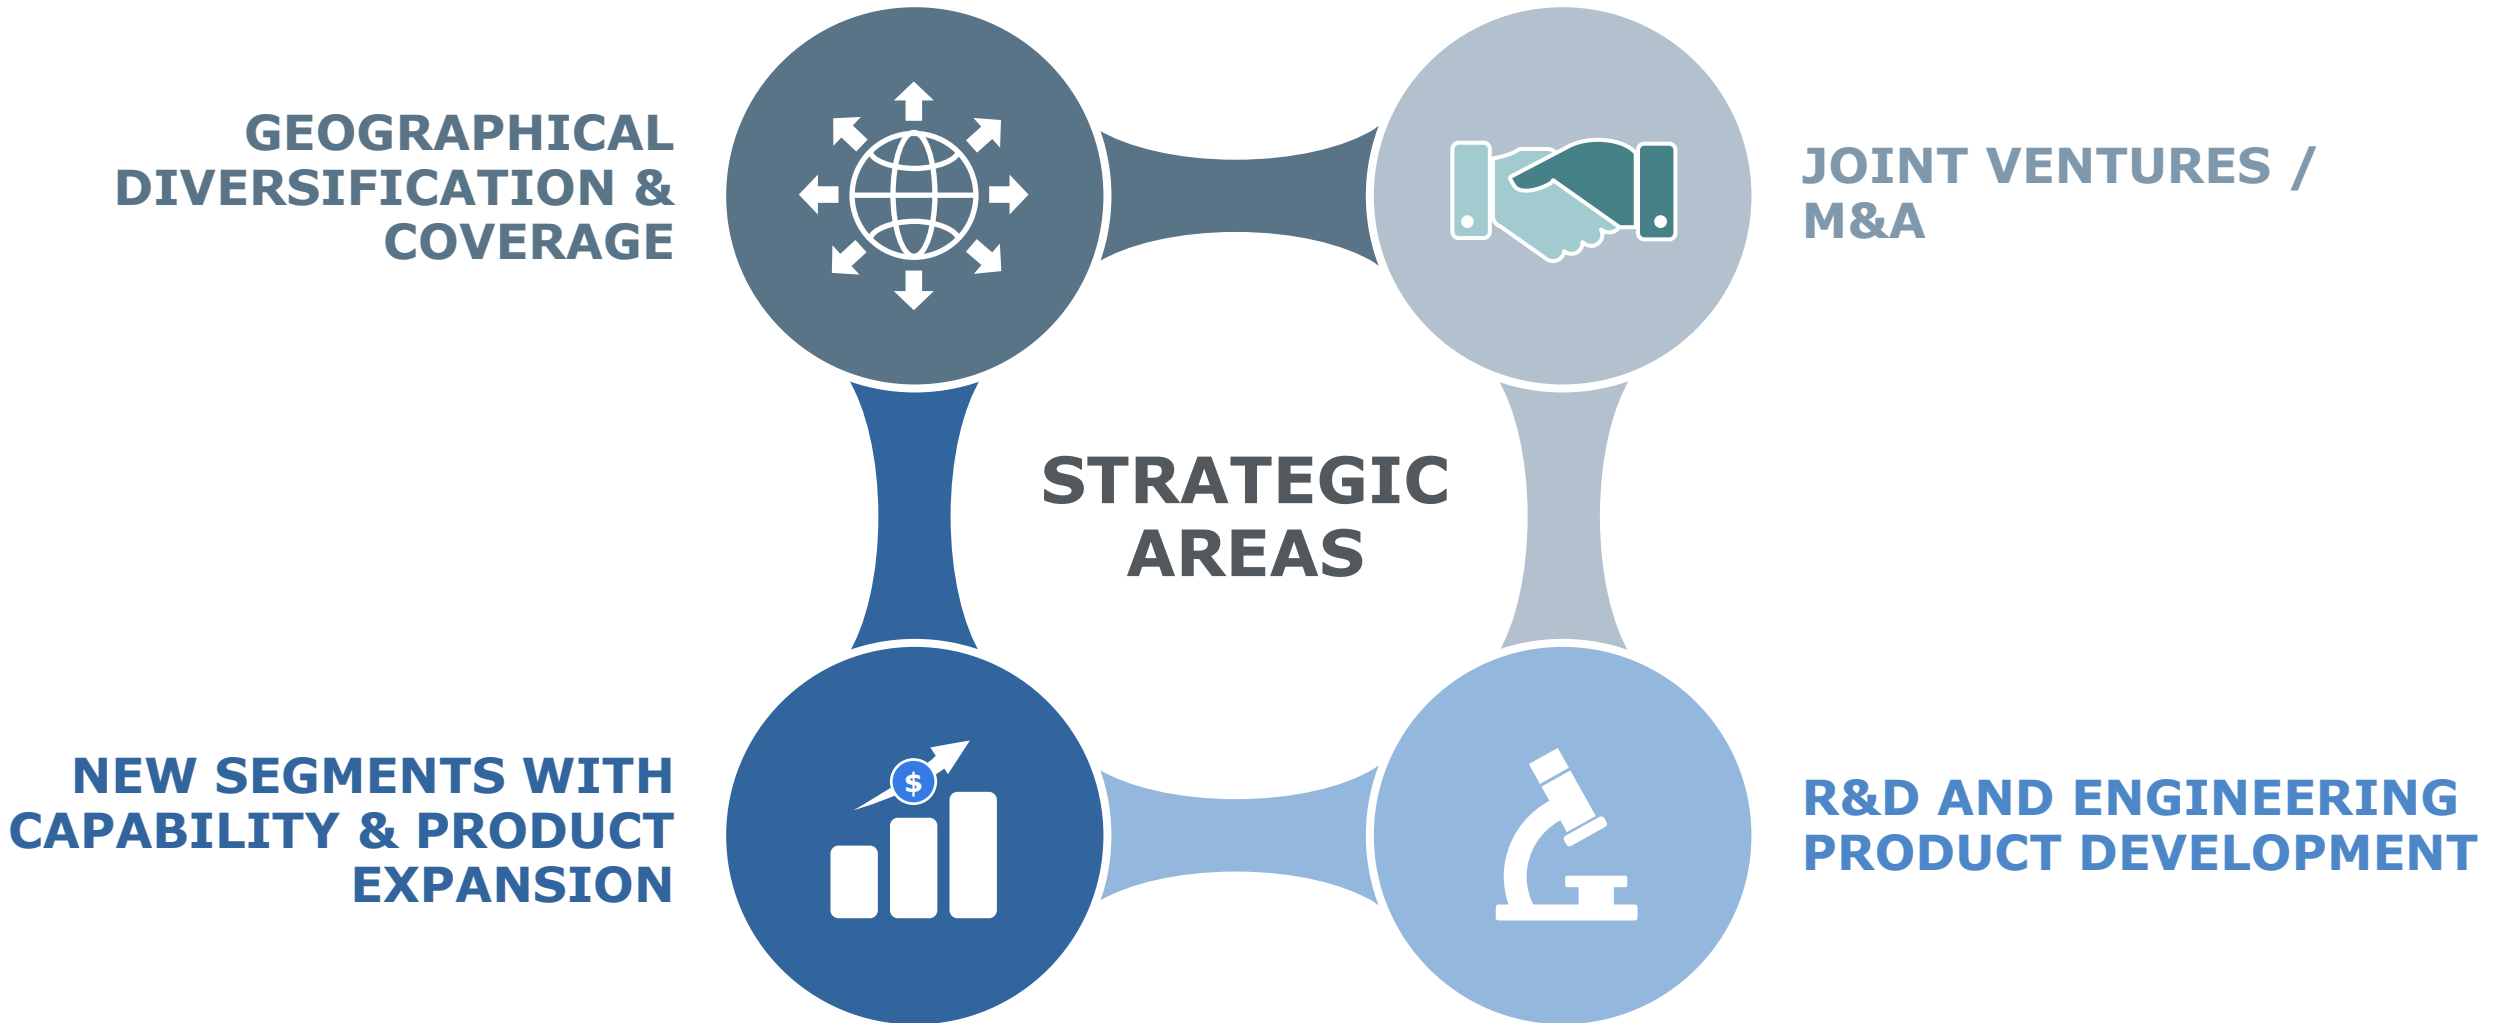 GEOGRAPHICAL
DIVERSIFICATION &
COVERAGE
JOINT VENTURES /
M&A
STRATEGIC
AREAS
NEW SEGMENTS WITH
CAPABILITY & PRODUCT
EXPANSION
$
R&D AND ENGINEERING
PRODUCT DEVELOPMENT